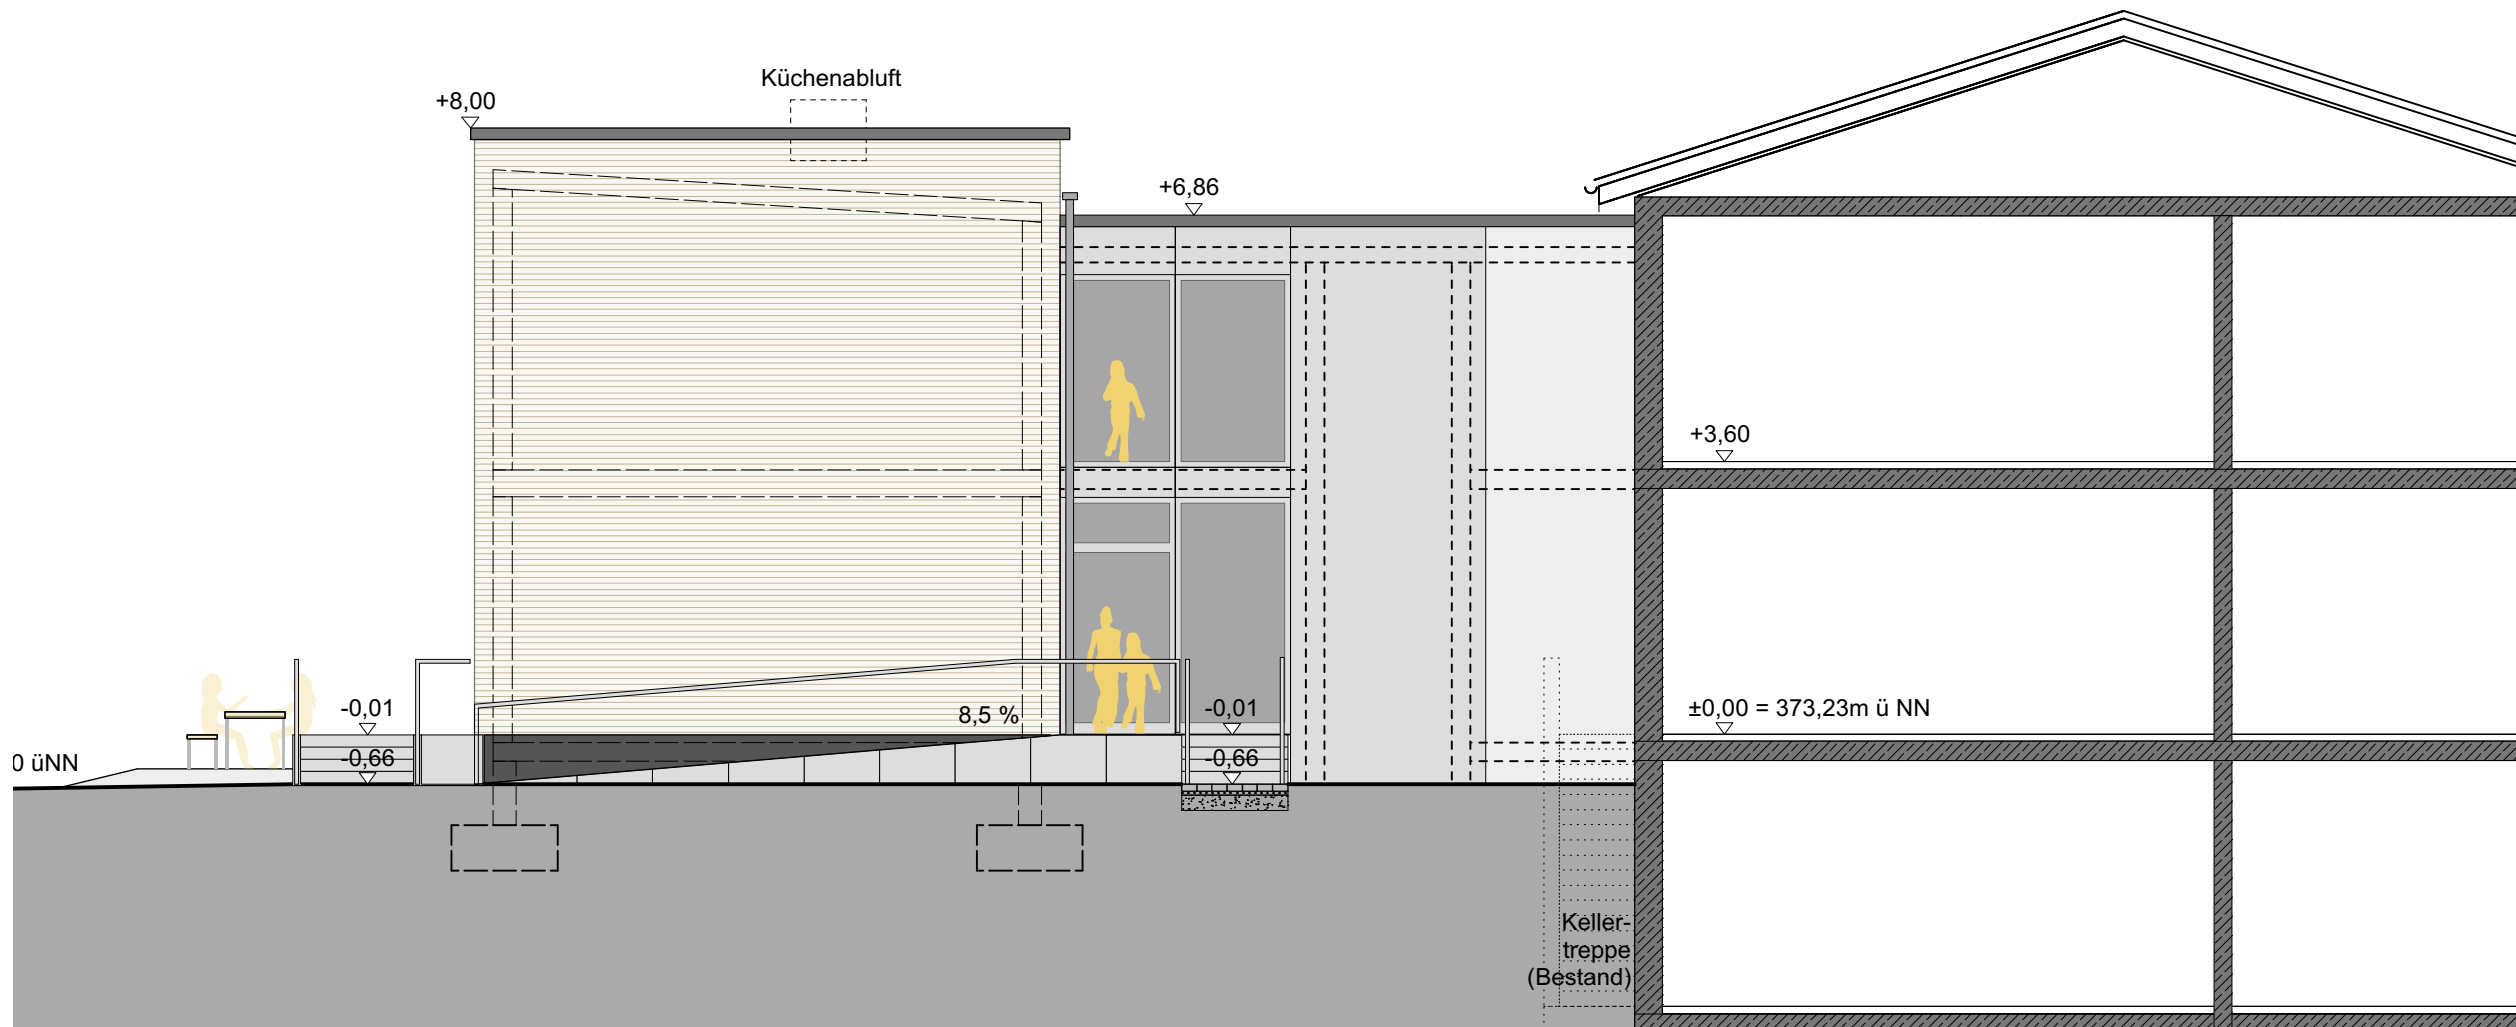 Küchenabluft
+8,00
+6,86
+3,60
-0,01
8,5 %
-0,01
±0,00 = 373,23m ü NN
-0,66
-0,66
0 üNN
Keller-
treppe
(Bestand)